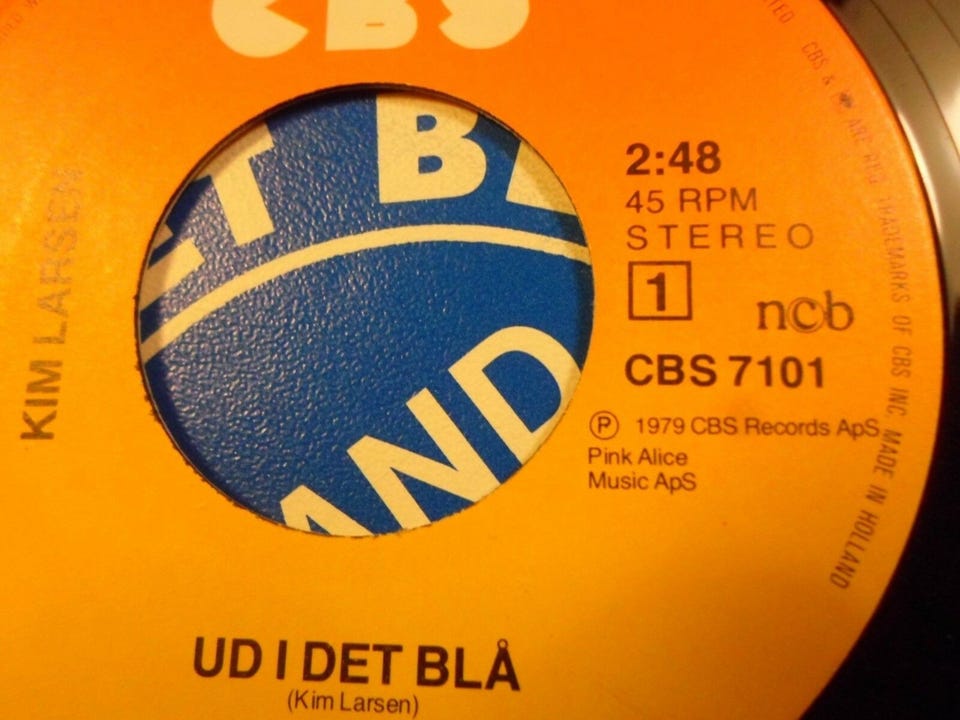 CBS
KIM LARSEN
ET BL
AND
2:48
45 RPM
STEREO
1
ncb
CBS 7101
Ⓟ 1979 CBS Records ApS
Pink Alice
Music ApS
CBS & ARE REG. TRADEMARKS OF CBS INC. MADE IN HOLLAND
UD I DET BLÅ
(Kim Larsen)